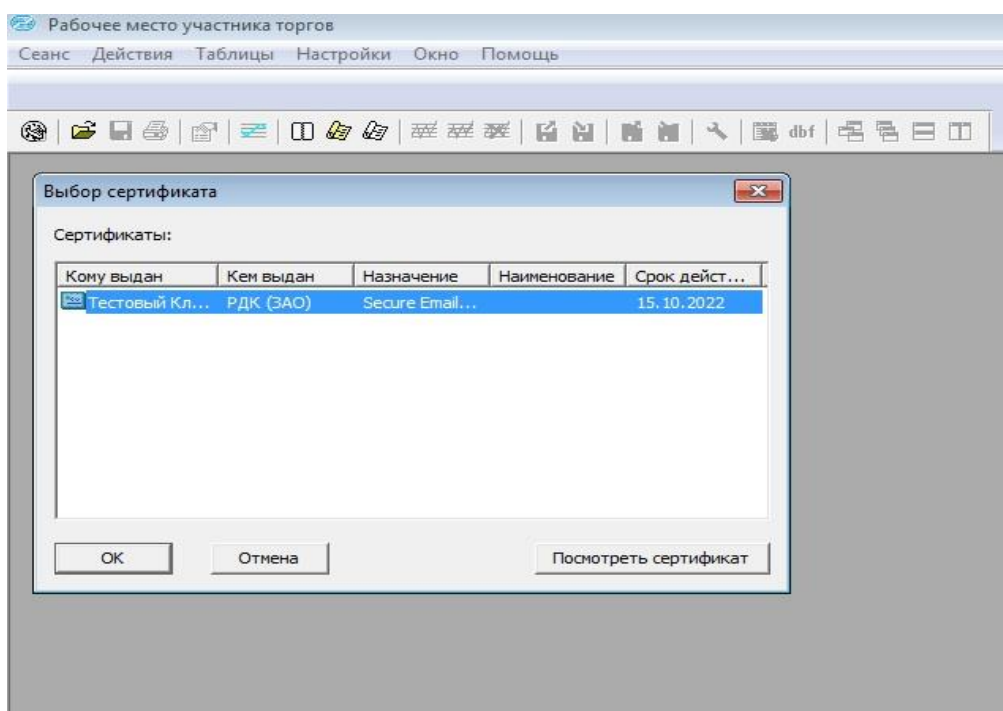 Рабочее место участника торгов
Сеанс Действия Таблицы Настройки Окно Помощь
dbf
Выбор сертификата
Сертификаты:
Кому выдан Кем выдан Назначение Наименование Срок дейст...
Тестовый Кл... РДК (ЗАО) Secure Email... 15.10.2022
ОК Отмена Посмотреть сертификат